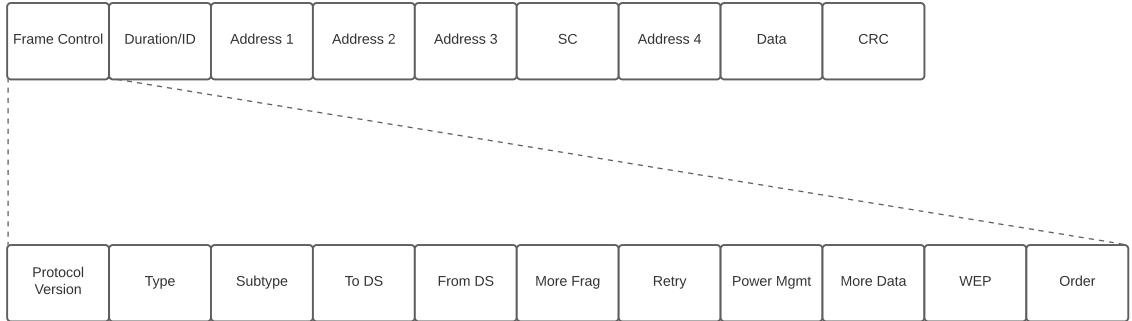 Frame Control
Duration/ID
Address 1
Address 2
Address 3
SC
Address 4
Data
CRC
Protocol
Version
Type
Subtype
To DS
From DS
More Frag
Retry
Power Mgmt
More Data
WEP
Order